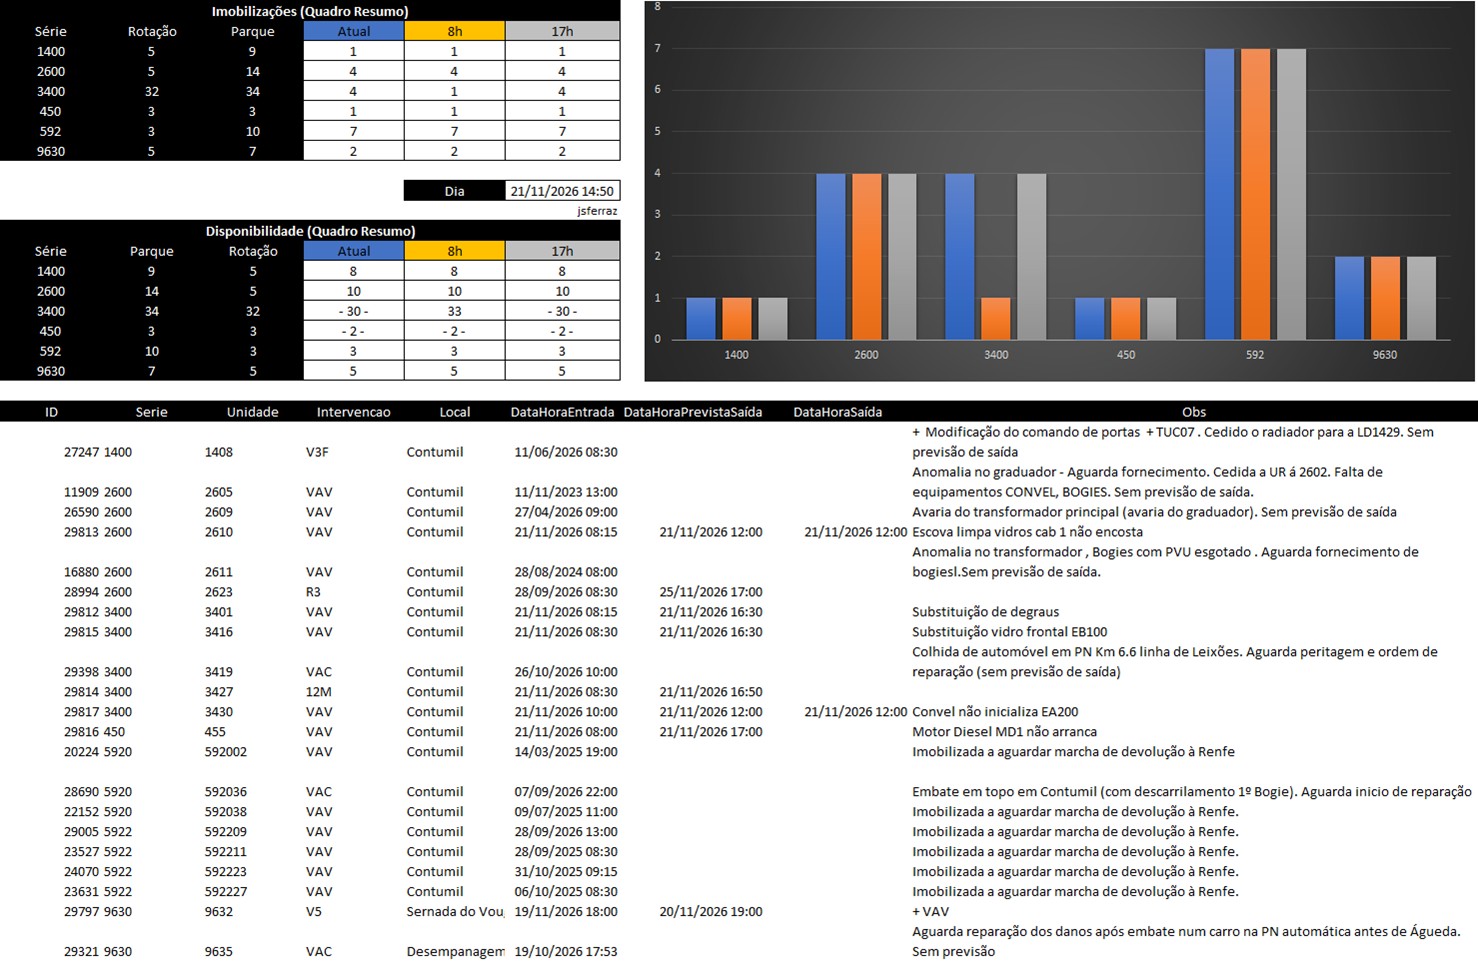 Imobilizações (Quadro Resumo)
Série Rotação Parque Atual 8h 17h
1400 5 9 1 1 1
2600 5 14 4 4 4
3400 32 34 4 1 4
450 3 3 1 1 1
592 3 10 7 7 7
9630 5 7 2 2 2
Dia 21/11/2026 14:50
jsferraz
Disponibilidade (Quadro Resumo)
Série Parque Rotação Atual 8h 17h
1400 9 5 8 8 8
2600 14 5 10 10 10
3400 34 32 - 30 - 33 - 30 -
450 3 3 - 2 - - 2 - - 2 -
592 10 3 3 3 3
9630 7 5 5 5 5
8
7
6
5
4
3
2
1
0
1400 2600 3400 450 592 9630
ID Serie Unidade Intervencao Local DataHoraEntrada DataHoraPrevistaSaída DataHoraSaída Obs
+ Modificação do comando de portas + TUC07 . Cedido o radiador para a LD1429. Sem
27247 1400 1408 V3F Contumil 11/06/2026 08:30 previsão de saída
Anomalia no graduador - Aguarda fornecimento. Cedida a UR á 2602. Falta de
11909 2600 2605 VAV Contumil 11/11/2023 13:00 equipamentos CONVEL, BOGIES. Sem previsão de saída.
26590 2600 2609 VAV Contumil 27/04/2026 09:00 Avaria do transformador principal (avaria do graduador). Sem previsão de saída
29813 2600 2610 VAV Contumil 21/11/2026 08:15 21/11/2026 12:00 21/11/2026 12:00 Escova limpa vidros cab 1 não encosta
Anomalia no transformador , Bogies com PVU esgotado . Aguarda fornecimento de
16880 2600 2611 VAV Contumil 28/08/2024 08:00 bogiesl.Sem previsão de saída.
28994 2600 2623 R3 Contumil 28/09/2026 08:30 25/11/2026 17:00
29812 3400 3401 VAV Contumil 21/11/2026 08:15 21/11/2026 16:30 Substituição de degraus
29815 3400 3416 VAV Contumil 21/11/2026 08:30 21/11/2026 16:30 Substituição vidro frontal EB100
Colhida de automóvel em PN Km 6.6 linha de Leixões. Aguarda peritagem e ordem de
29398 3400 3419 VAC Contumil 26/10/2026 10:00 reparação (sem previsão de saída)
29814 3400 3427 12M Contumil 21/11/2026 08:30 21/11/2026 16:50
29817 3400 3430 VAV Contumil 21/11/2026 10:00 21/11/2026 12:00 21/11/2026 12:00 Convel não inicializa EA200
29816 450 455 VAV Contumil 21/11/2026 08:00 21/11/2026 17:00 Motor Diesel MD1 não arranca
20224 5920 592002 VAV Contumil 14/03/2025 19:00 Imobilizada a aguardar marcha de devolução à Renfe
28690 5920 592036 VAC Contumil 07/09/2026 22:00 Embate em topo em Contumil (com descarrilamento 1º Bogie). Aguarda inicio de reparação
22152 5920 592038 VAV Contumil 09/07/2025 11:00 Imobilizada a aguardar marcha de devolução à Renfe.
29005 5922 592209 VAV Contumil 28/09/2026 13:00 Imobilizada a aguardar marcha de devolução à Renfe.
23527 5922 592211 VAV Contumil 28/09/2025 08:30 Imobilizada a aguardar marcha de devolução à Renfe.
24070 5922 592223 VAV Contumil 31/10/2025 09:15 Imobilizada a aguardar marcha de devolução à Renfe.
23631 5922 592227 VAV Contumil 06/10/2025 08:30 Imobilizada a aguardar marcha de devolução à Renfe.
29797 9630 9632 V5 Sernada do Vou 19/11/2026 18:00 20/11/2026 19:00 + VAV
Aguarda reparação dos danos após embate num carro na PN automática antes de Águeda.
29321 9630 9635 VAC Desempanagem 19/10/2026 17:53 Sem previsão